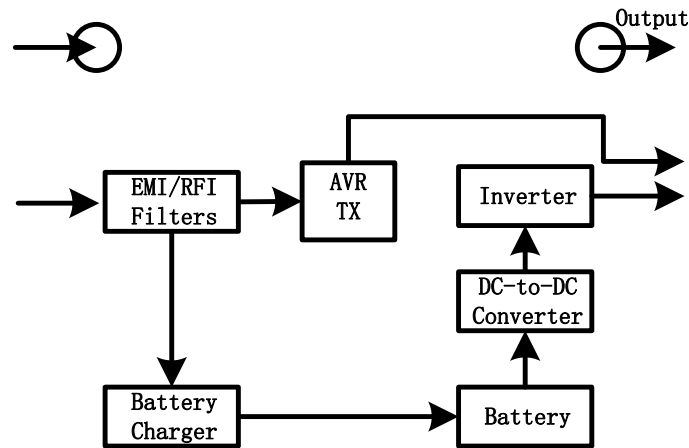 Output
EMI/RFI
Filters
AVR
TX
Inverter
DC-to-DC
Converter
Battery
Charger
Battery